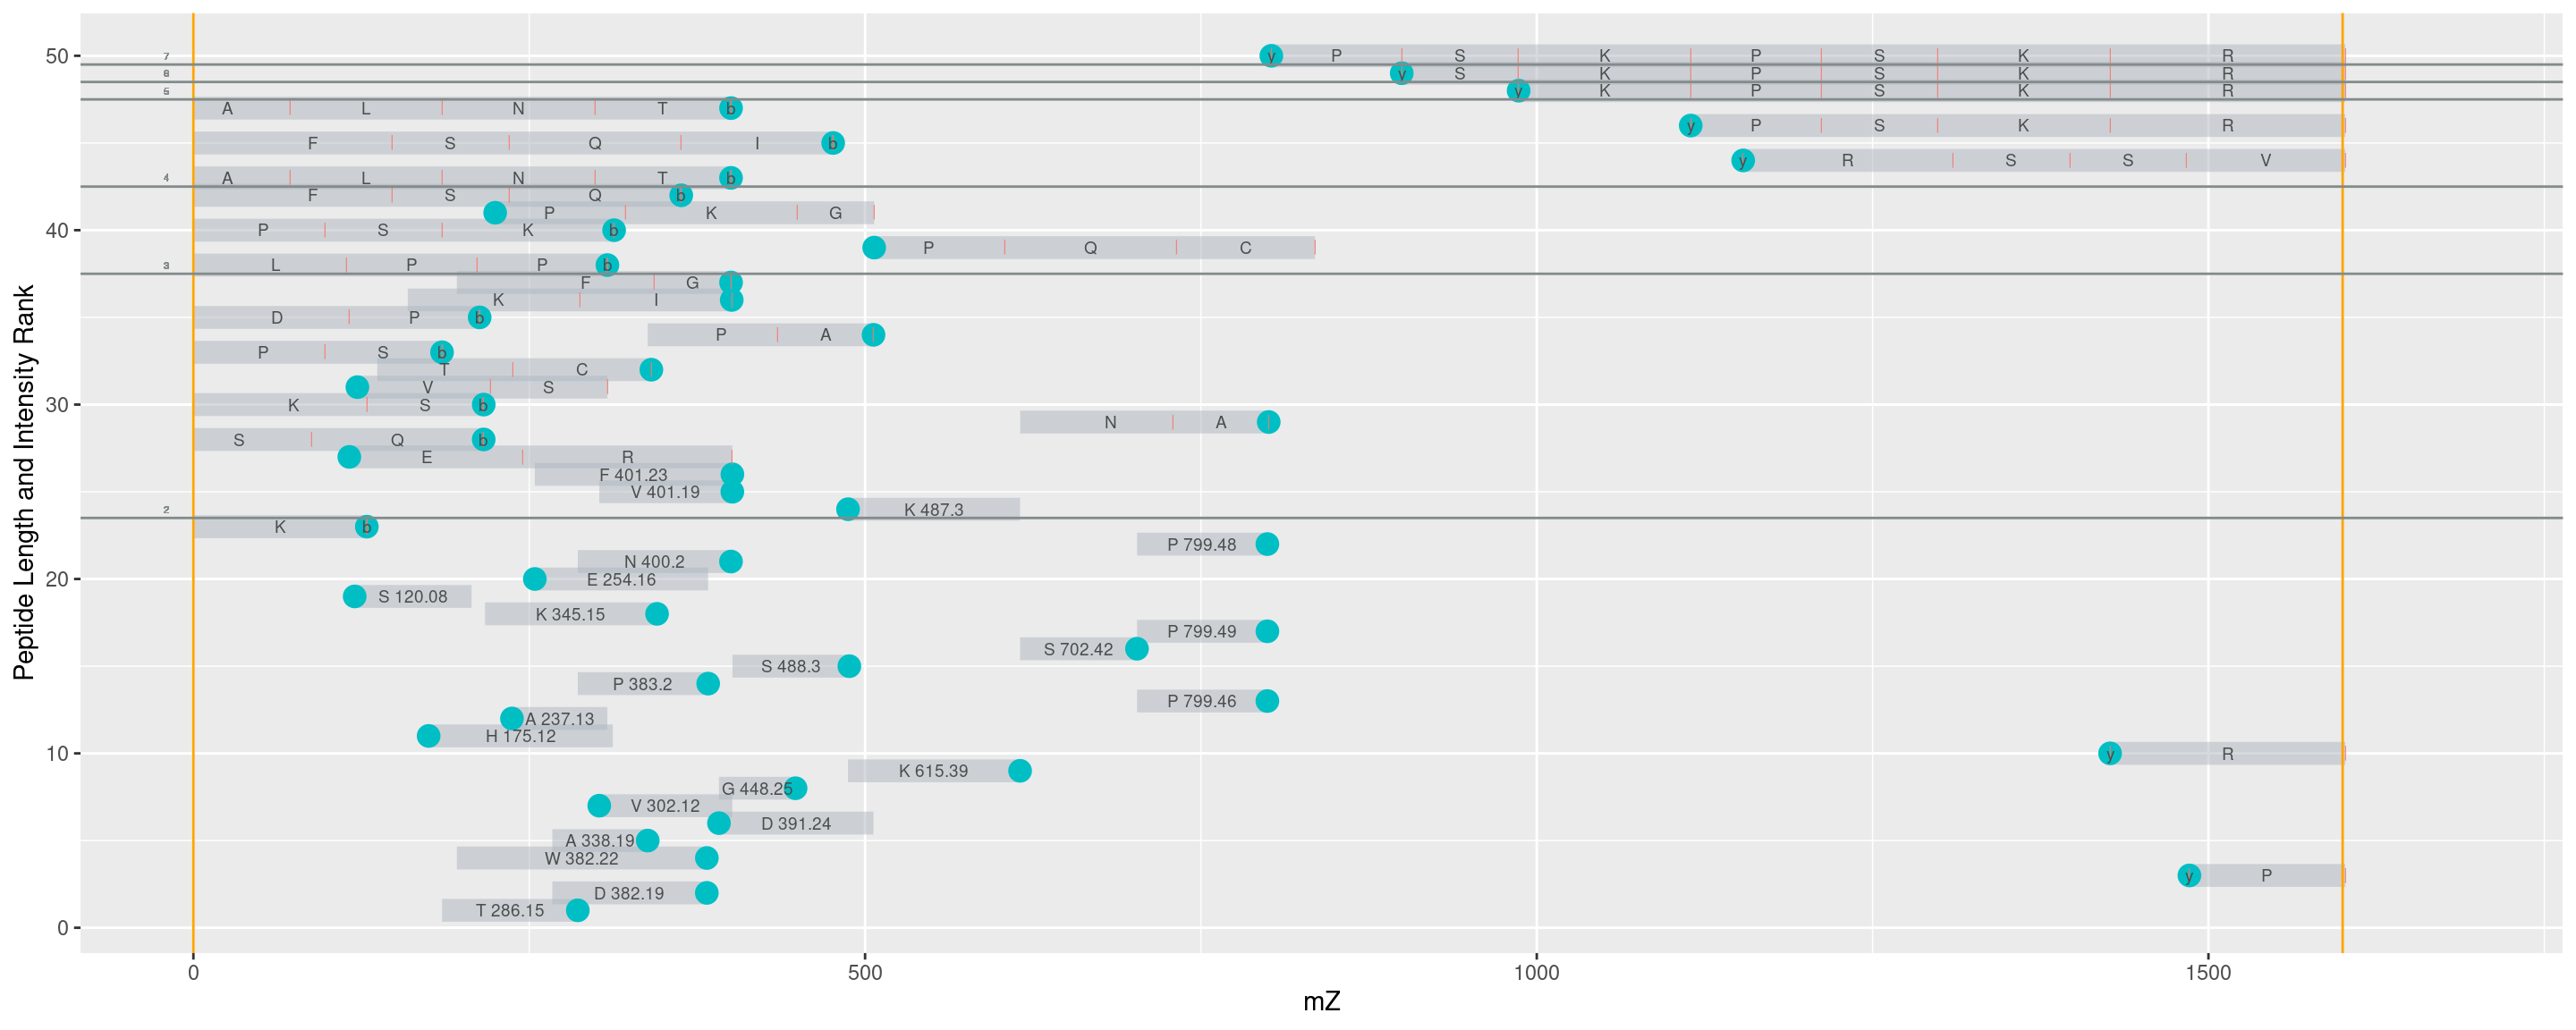 50
7
y P S K P S K R
6
y S K P S K R
5
y K P S K R
A L N T b
y P S K R
F S Q I b
y R S S V
4
A L N T b
F S Q b
P K G
40
P S K b
P Q C
3
L P P b
F G
K I
D P b
P A
P S b
T C
V S
30
K S b
N A
S Q b
E R
F 401.23
V 401.19
2
K 487.3
K b
P 799.48
N 400.2
20
E 254.16
S 120.08
K 345.15
P 799.49
S 702.42
S 488.3
P 383.2
P 799.46
A 237.13
H 175.12
10
y R
K 615.39
G 448.25
V 302.12
D 391.24
A 338.19
W 382.22
y P
D 382.19
T 286.15
0
0 500 1000 1500
mZ
Peptide Length and Intensity Rank